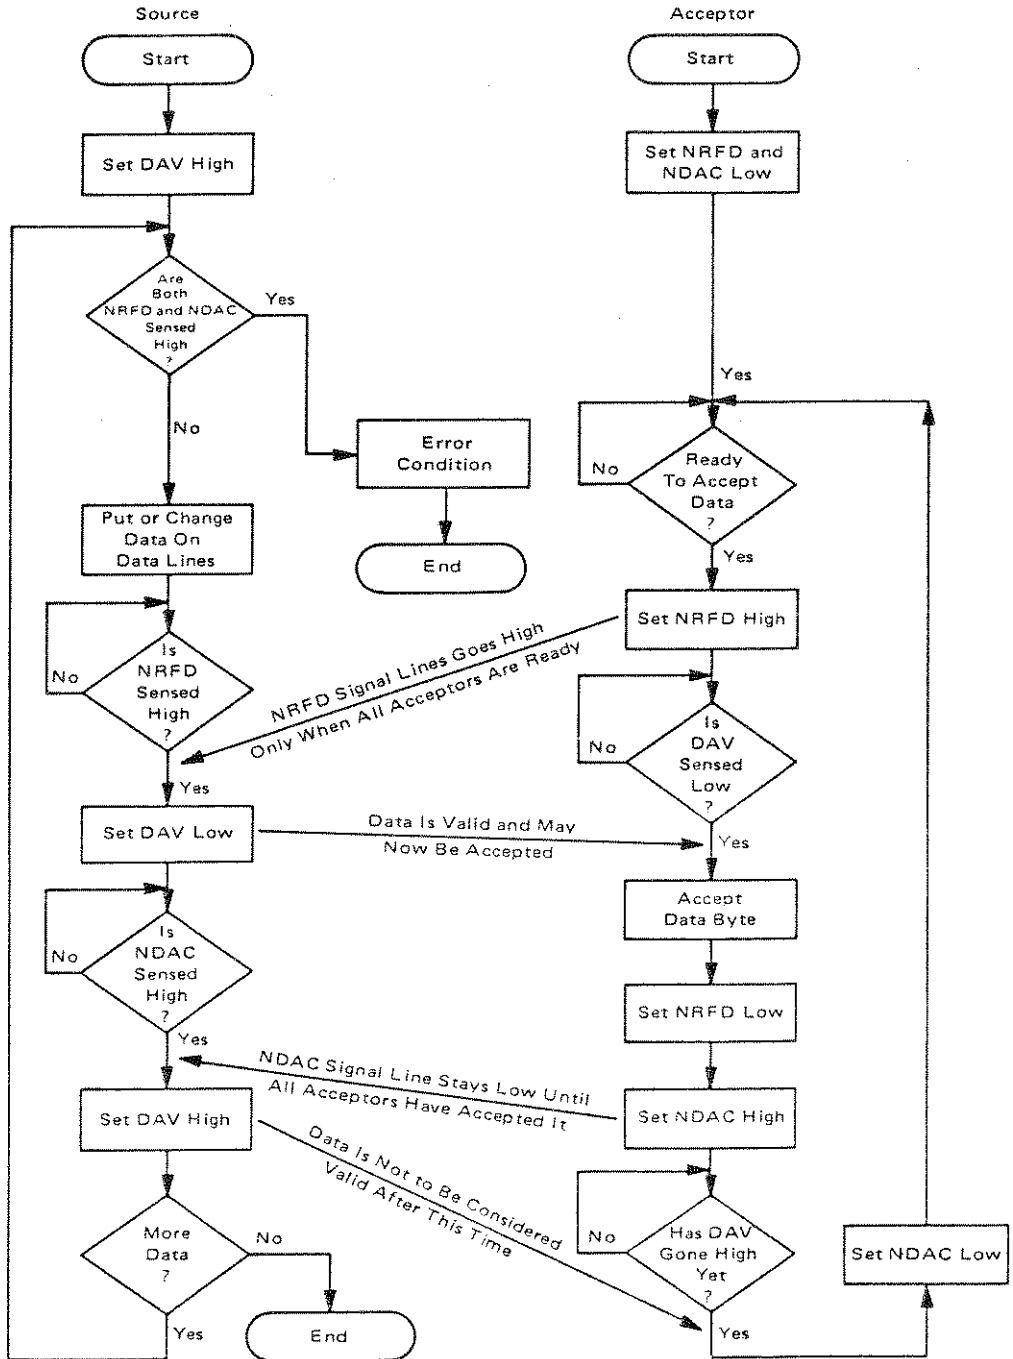 Source
Start
Set DAV High
Are
Both
NRFD and NDAC
Sensed
High
?
Yes
No
Error
Condition
End
Put or Change
Data On
Data Lines
Is
NRFD
Sensed
High
?
No
Yes
Set DAV Low
Is
NDAC
Sensed
High
?
No
Yes
Set DAV High
More
Data
?
No
Yes
End
NRFD Signal Lines Goes High
Only When All Acceptors Are Ready
Data Is Valid and May
Now Be Accepted
NDAC Signal Line Stays Low Until
All Acceptors Have Accepted It
Data Is Not to Be Considered
Valid After This Time
Acceptor
Start
Set NRFD and
NDAC Low
Yes
Ready
To Accept
Data
?
No
Yes
Set NRFD High
Is
DAV
Sensed
Low
?
No
Yes
Accept
Data Byte
Set NRFD Low
Set NDAC High
Has DAV
Gone High
Yet
?
No
Yes
Set NDAC Low